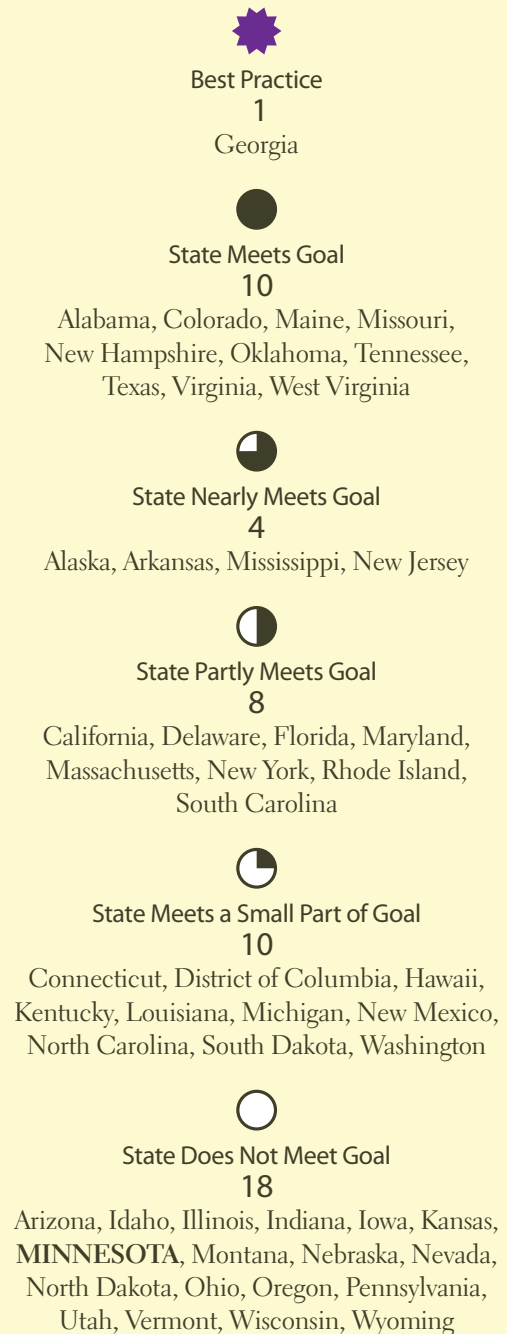 Best Practice
1
Georgia
State Meets Goal
10
Alabama, Colorado, Maine, Missouri,
New Hampshire, Oklahoma, Tennessee,
Texas, Virginia, West Virginia
State Nearly Meets Goal
4
Alaska, Arkansas, Mississippi, New Jersey
State Partly Meets Goal
8
California, Delaware, Florida, Maryland,
Massachusetts, New York, Rhode Island,
South Carolina
State Meets a Small Part of Goal
10
Connecticut, District of Columbia, Hawaii,
Kentucky, Louisiana, Michigan, New Mexico,
North Carolina, South Dakota, Washington
State Does Not Meet Goal
18
Arizona, Idaho, Illinois, Indiana, Iowa, Kansas,
MINNESOTA, Montana, Nebraska, Nevada,
North Dakota, Ohio, Oregon, Pennsylvania,
Utah, Vermont, Wisconsin, Wyoming